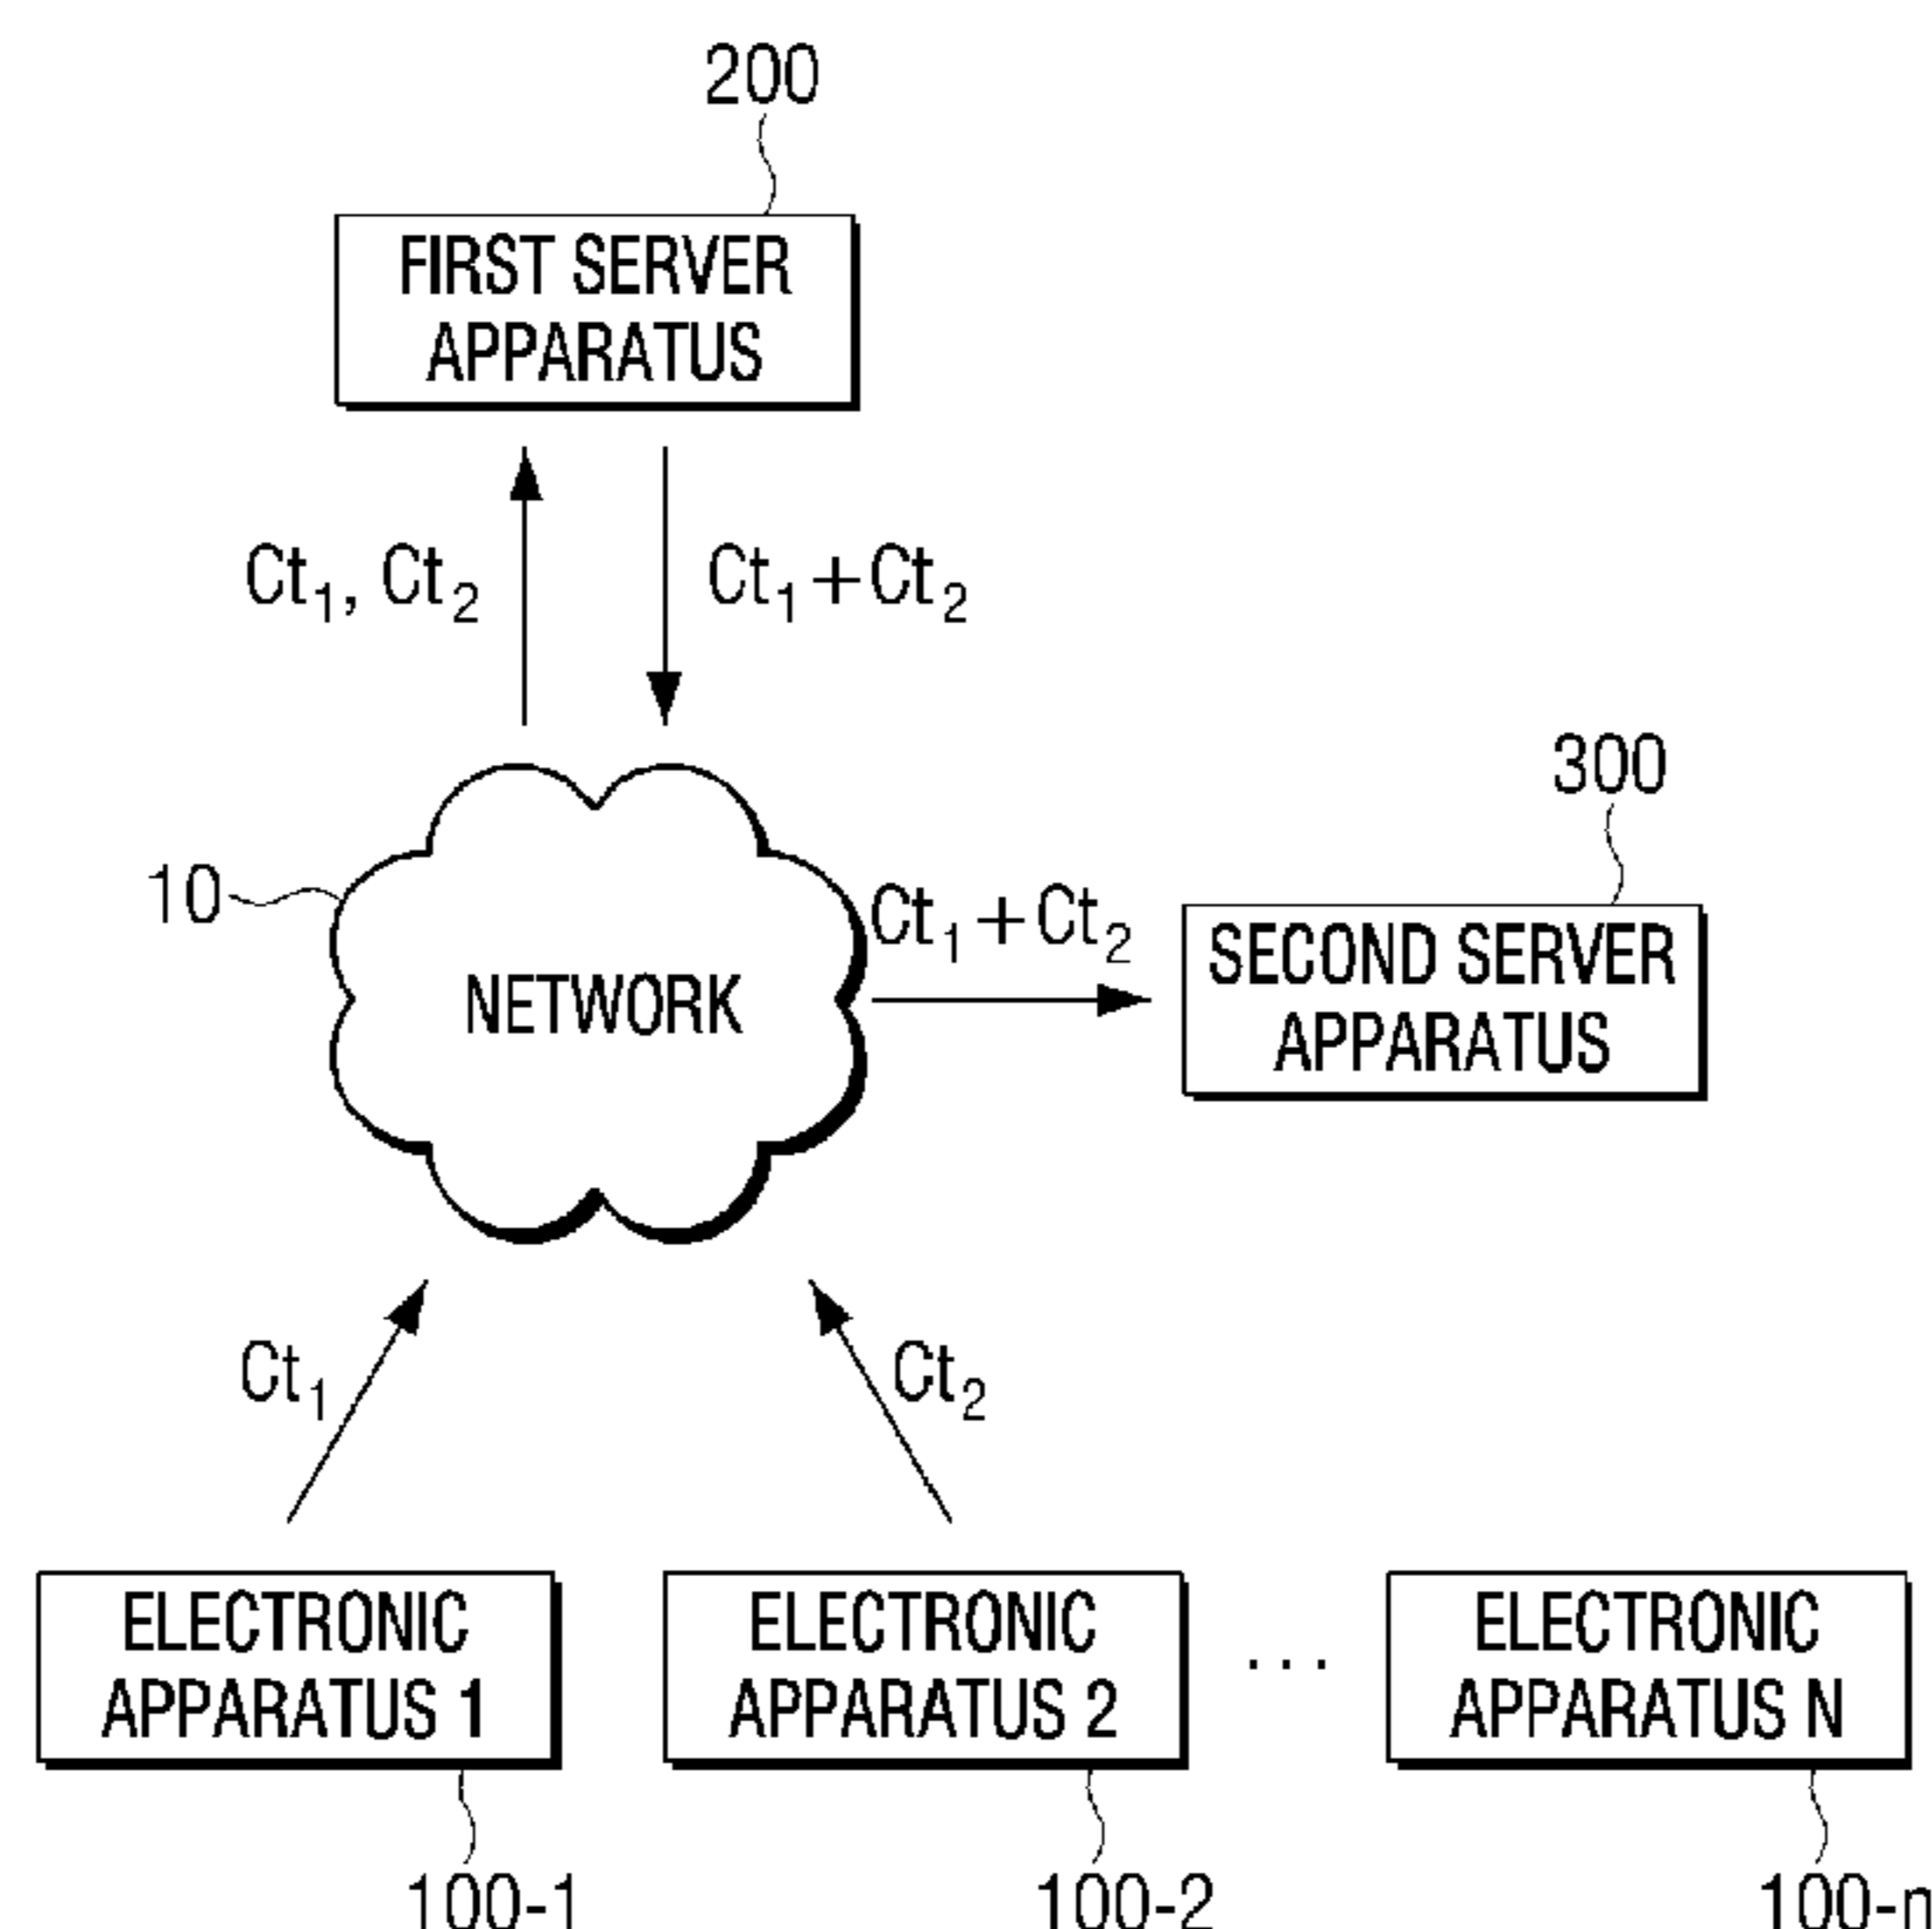 200
FIRST SERVER
APPARATUS
Ct₁, Ct₂
Ct₁+Ct₂
300
10
NETWORK
Ct₁+Ct₂
SECOND SERVER
APPARATUS
Ct₁
Ct₂
ELECTRONIC
APPARATUS 1
ELECTRONIC
APPARATUS 2
...
ELECTRONIC
APPARATUS N
100-1
100-2
100-n